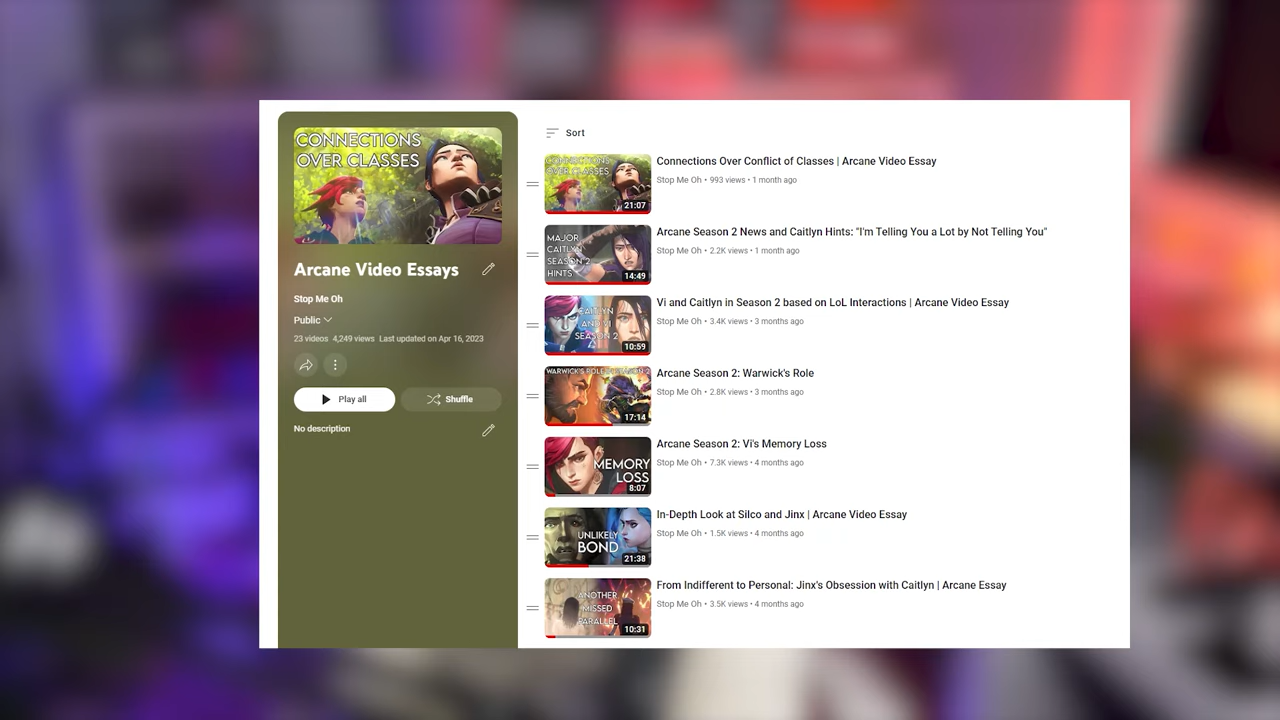 CONNECTIONS
OVER CLASSES
Arcane Video Essays
Stop Me Oh
Public
23 videos 4,249 views Last updated on Apr 16, 2023
Play all
Shuffle
No description
Sort
CONNECTIONS
OVER CLASSES
21:07
Connections Over Conflict of Classes | Arcane Video Essay
Stop Me Oh • 993 views • 1 month ago
MAJOR
CAITLYN
SEASON 2
HINTS
14:49
Arcane Season 2 News and Caitlyn Hints: "I'm Telling You a Lot by Not Telling You"
Stop Me Oh • 2.2K views • 1 month ago
CAITLYN
AND VI
SEASON 2
10:59
Vi and Caitlyn in Season 2 based on LoL Interactions | Arcane Video Essay
Stop Me Oh • 3.4K views • 3 months ago
WARWICK'S ROLE IN SEASON 2
17:14
Arcane Season 2: Warwick's Role
Stop Me Oh • 2.8K views • 3 months ago
MEMORY
LOSS
8:07
Arcane Season 2: Vi's Memory Loss
Stop Me Oh • 7.3K views • 4 months ago
UNLIKELY
BOND
21:38
In-Depth Look at Silco and Jinx | Arcane Video Essay
Stop Me Oh • 1.5K views • 4 months ago
ANOTHER
MISSED
PARALLEL
10:31
From Indifferent to Personal: Jinx's Obsession with Caitlyn | Arcane Essay
Stop Me Oh • 3.5K views • 4 months ago